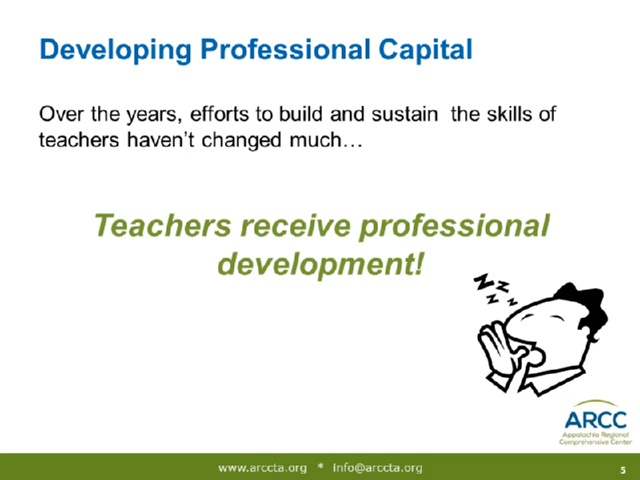 Developing Professional Capital
Over the years, efforts to build and sustain  the skills of
teachers haven't changed much…
Teachers receive professional
development!
Z Z
Z Z Z
ARCC
Appalachia Regional
Comprehensive Center
www.arccta.org * Info@arccta.org
5